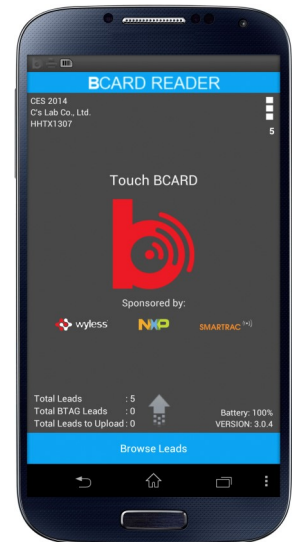 BCARD READER
CES 2014
C's Lab Co., Ltd.
HHTX1307
5
Touch BCARD
b
Sponsored by:
wyless
NXP
SMARTRAC
Total Leads : 5
Total BTAG Leads : 0
Total Leads to Upload : 0
Battery: 100%
VERSION: 3.0.4
Browse Leads